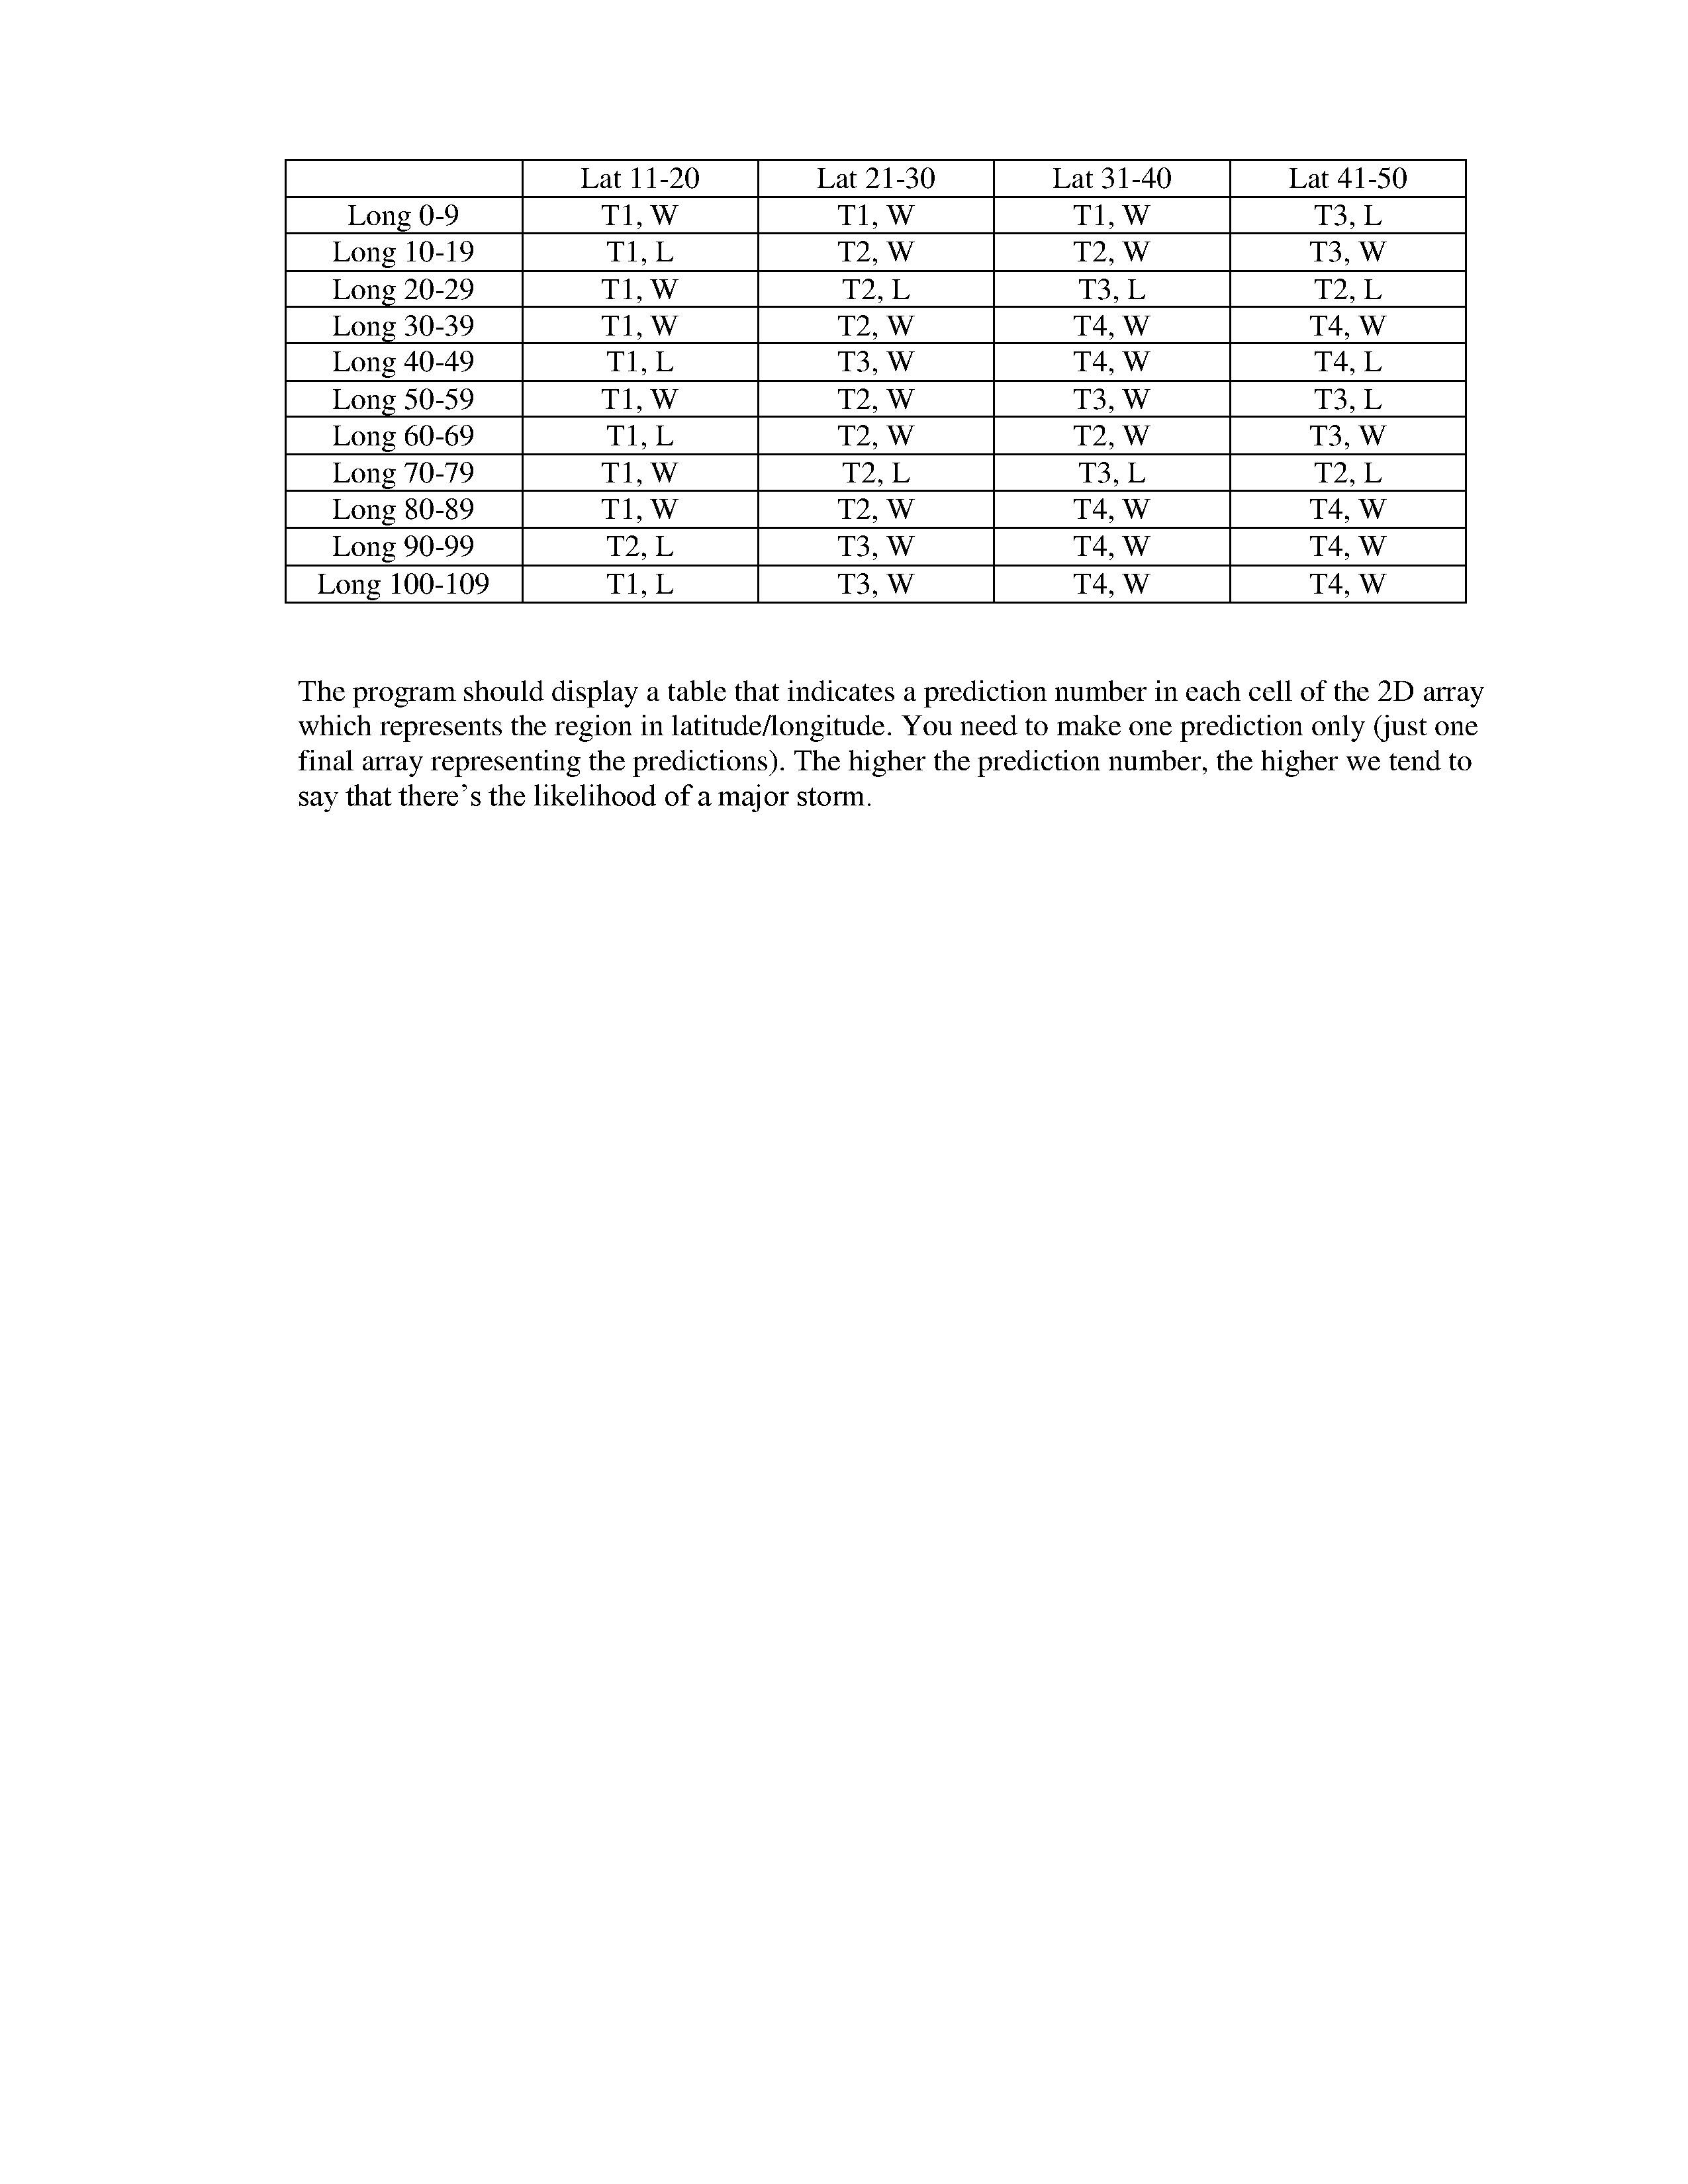 Lat 11-20 Lat 21-30 Lat 31-40 Lat 41-50
Long 0-9 T1, W T1, W T1, W T3, L
Long 10-19 T1, L T2, W T2, W T3, W
Long 20-29 T1, W T2, L T3, L T2, L
Long 30-39 T1, W T2, W T4, W T4, W
Long 40-49 T1, L T3, W T4, W T4, L
Long 50-59 T1, W T2, W T3, W T3, L
Long 60-69 T1, L T2, W T2, W T3, W
Long 70-79 T1, W T2, L T3, L T2, L
Long 80-89 T1, W T2, W T4, W T4, W
Long 90-99 T2, L T3, W T4, W T4, W
Long 100-109 T1, L T3, W T4, W T4, W
The program should display a table that indicates a prediction number in each cell of the 2D array
which represents the region in latitude/longitude. You need to make one prediction only (just one
final array representing the predictions). The higher the prediction number, the higher we tend to
say that there’s the likelihood of a major storm.